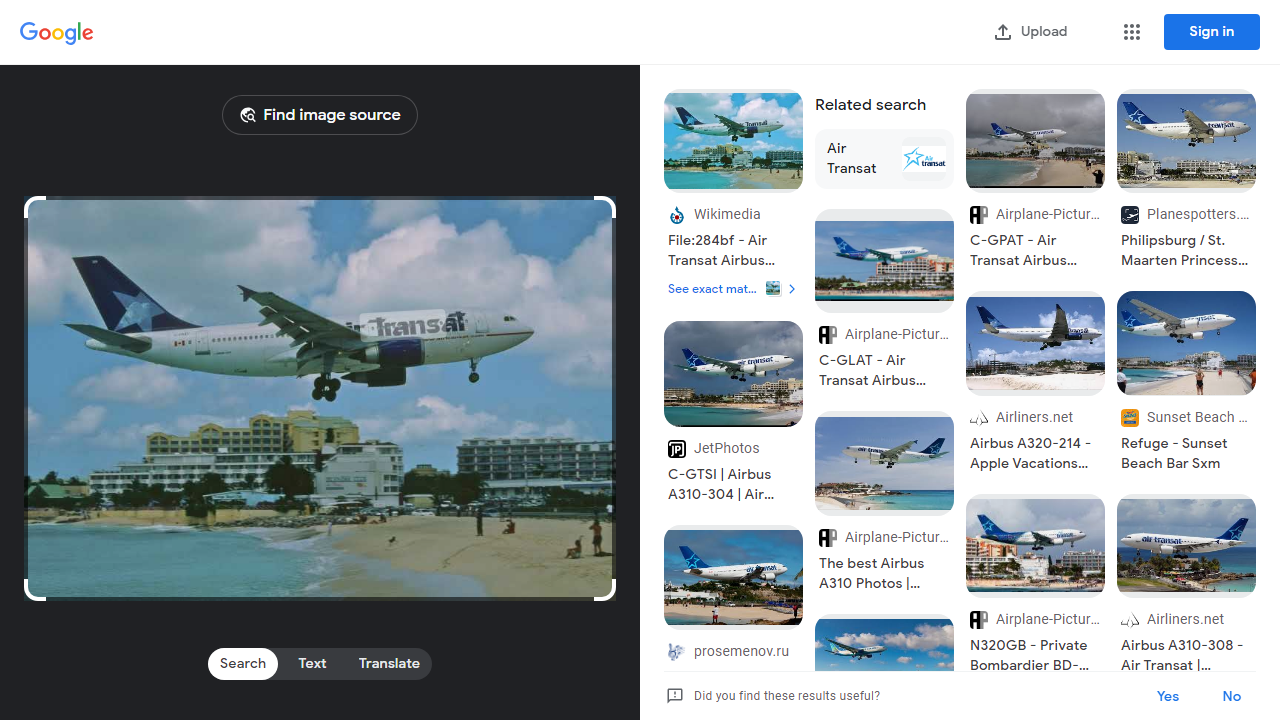 Google
Upload
Sign in
Find image source
Transat
Search
Text
Translate
Wikimedia
File:284bf - Air
Transat Airbus...
See exact mat...
JetPhotos
C-GTSI | Airbus
A310-304 | Air...
prosemenov.ru
Related search
Air
Transat
Air
transat
Airplane-Pictur...
C-GLAT - Air
Transat Airbus...
Airplane-Pictur...
The best Airbus
A310 Photos |...
Airplane-Pictur...
C-GPAT - Air
Transat Airbus...
Airliners.net
Airbus A320-214 -
Apple Vacations...
Airplane-Pictur...
N320GB - Private
Bombardier BD-...
Planespotters....
Philipsburg / St.
Maarten Princess...
Sunset Beach ...
Refuge - Sunset
Beach Bar Sxm
Airliners.net
Airbus A310-308 -
Air Transat |...
Did you find these results useful?
Yes
No